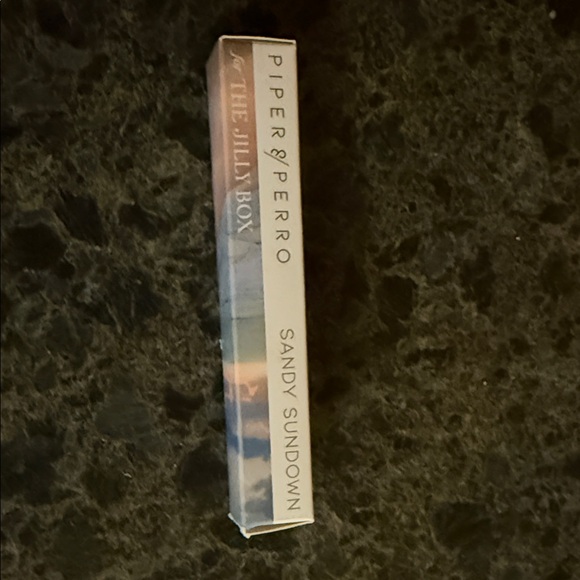 PIPER & PERRO
SANDY SUNDOWN
for THE JILLY BOX